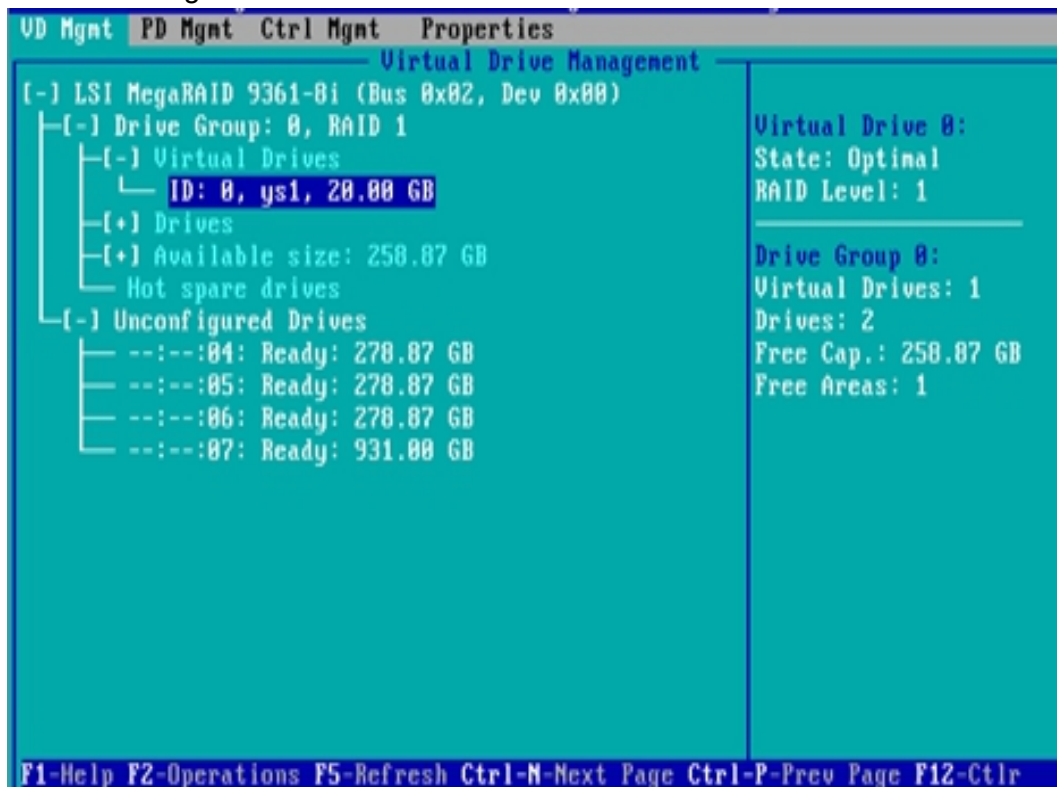 VD Mgmt PD Mgmt Ctrl Mgmt Properties
Virtual Drive Management
[-] LSI MegaRAID 9361-8i (Bus 0x02, Dev 0x00)
[-] Drive Group: 0, RAID 1
[-] Virtual Drives
ID: 0, ys1, 20.00 GB
[+] Drives
[+] Available size: 258.87 GB
Hot spare drives
[-] Unconfigured Drives
--:--:04: Ready: 278.87 GB
--:--:05: Ready: 278.87 GB
--:--:06: Ready: 278.87 GB
--:--:07: Ready: 931.00 GB
Virtual Drive 0:
State: Optimal
RAID Level: 1
Drive Group 0:
Virtual Drives: 1
Drives: 2
Free Cap.: 258.87 GB
Free Areas: 1
F1-Help F2-Operations F5-Refresh Ctrl-N-Next Page Ctrl-P-Prev Page F12-Ctlr